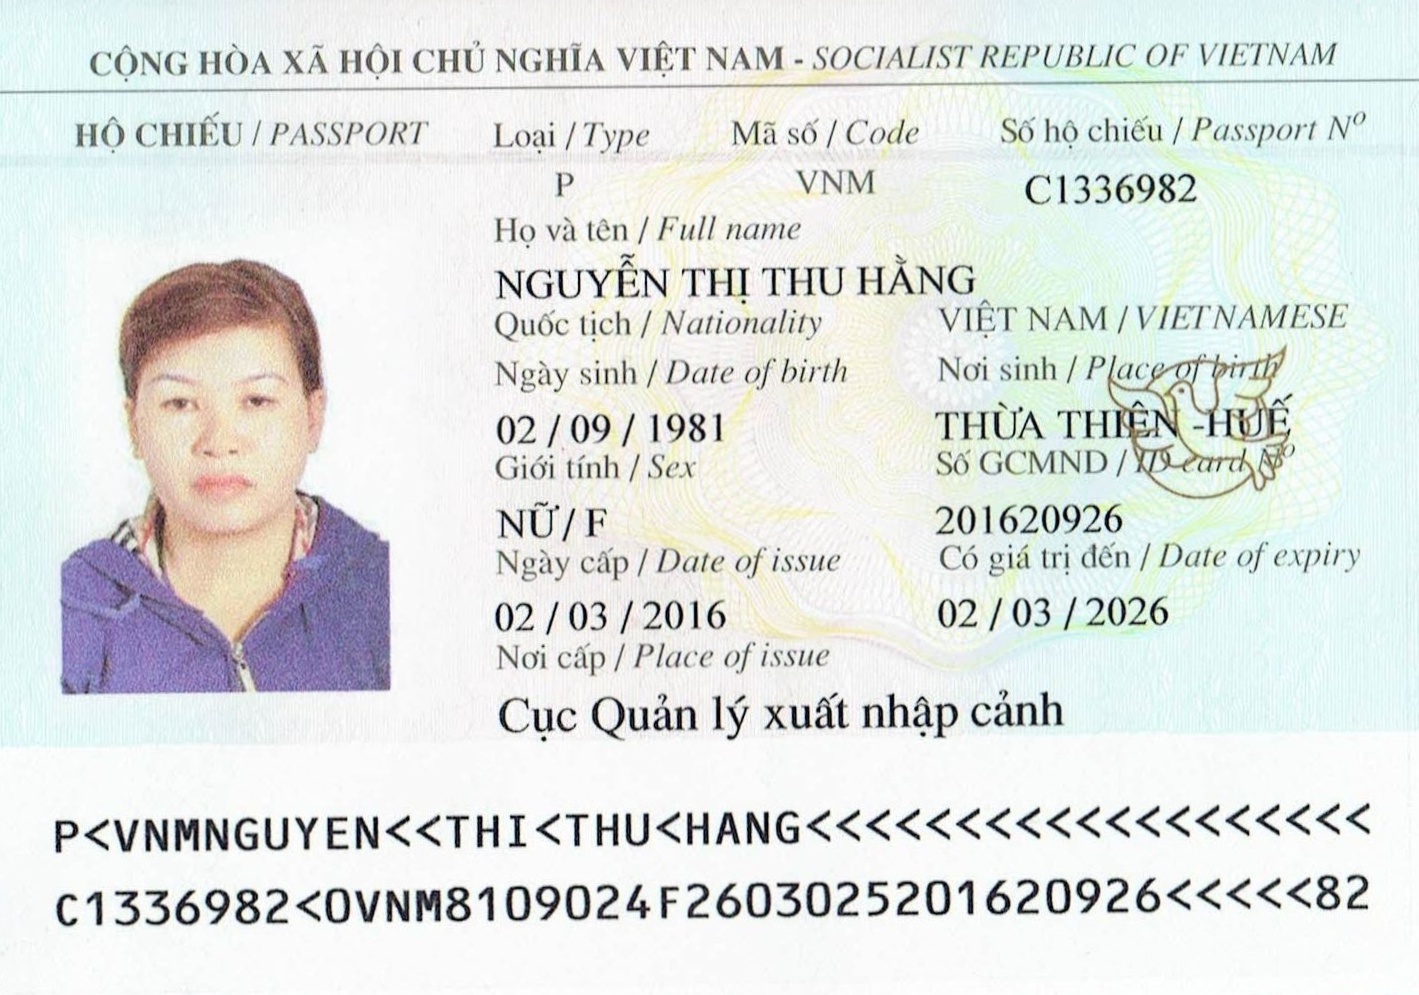 CỘNG HÒA XÃ HỘI CHỦ NGHĨA VIỆT NAM - SOCIALIST REPUBLIC OF VIETNAM
HỘ CHIẾU / PASSPORT Loại / Type Mã số / Code Số hộ chiếu / Passport Nº
P VNM C1336982
Họ và tên / Full name
NGUYỄN THỊ THU HẰNG
Quốc tịch / Nationality VIỆT NAM / VIETNAMESE
Ngày sinh / Date of birth Nơi sinh / Place of birth
02 / 09 / 1981 THỪA THIÊN -HUẾ
Giới tính / Sex Số GCMND / ID card Nº
NỮ / F 201620926
Ngày cấp / Date of issue Có giá trị đến / Date of expiry
02 / 03 / 2016 02 / 03 / 2026
Nơi cấp / Place of issue
Cục Quản lý xuất nhập cảnh
P<VNMNGUYEN<<THI<THU<HANG<<<<<<<<<<<<<<<<<<<
C1336982<0VNM8109024F2603025201620926<<<<<82